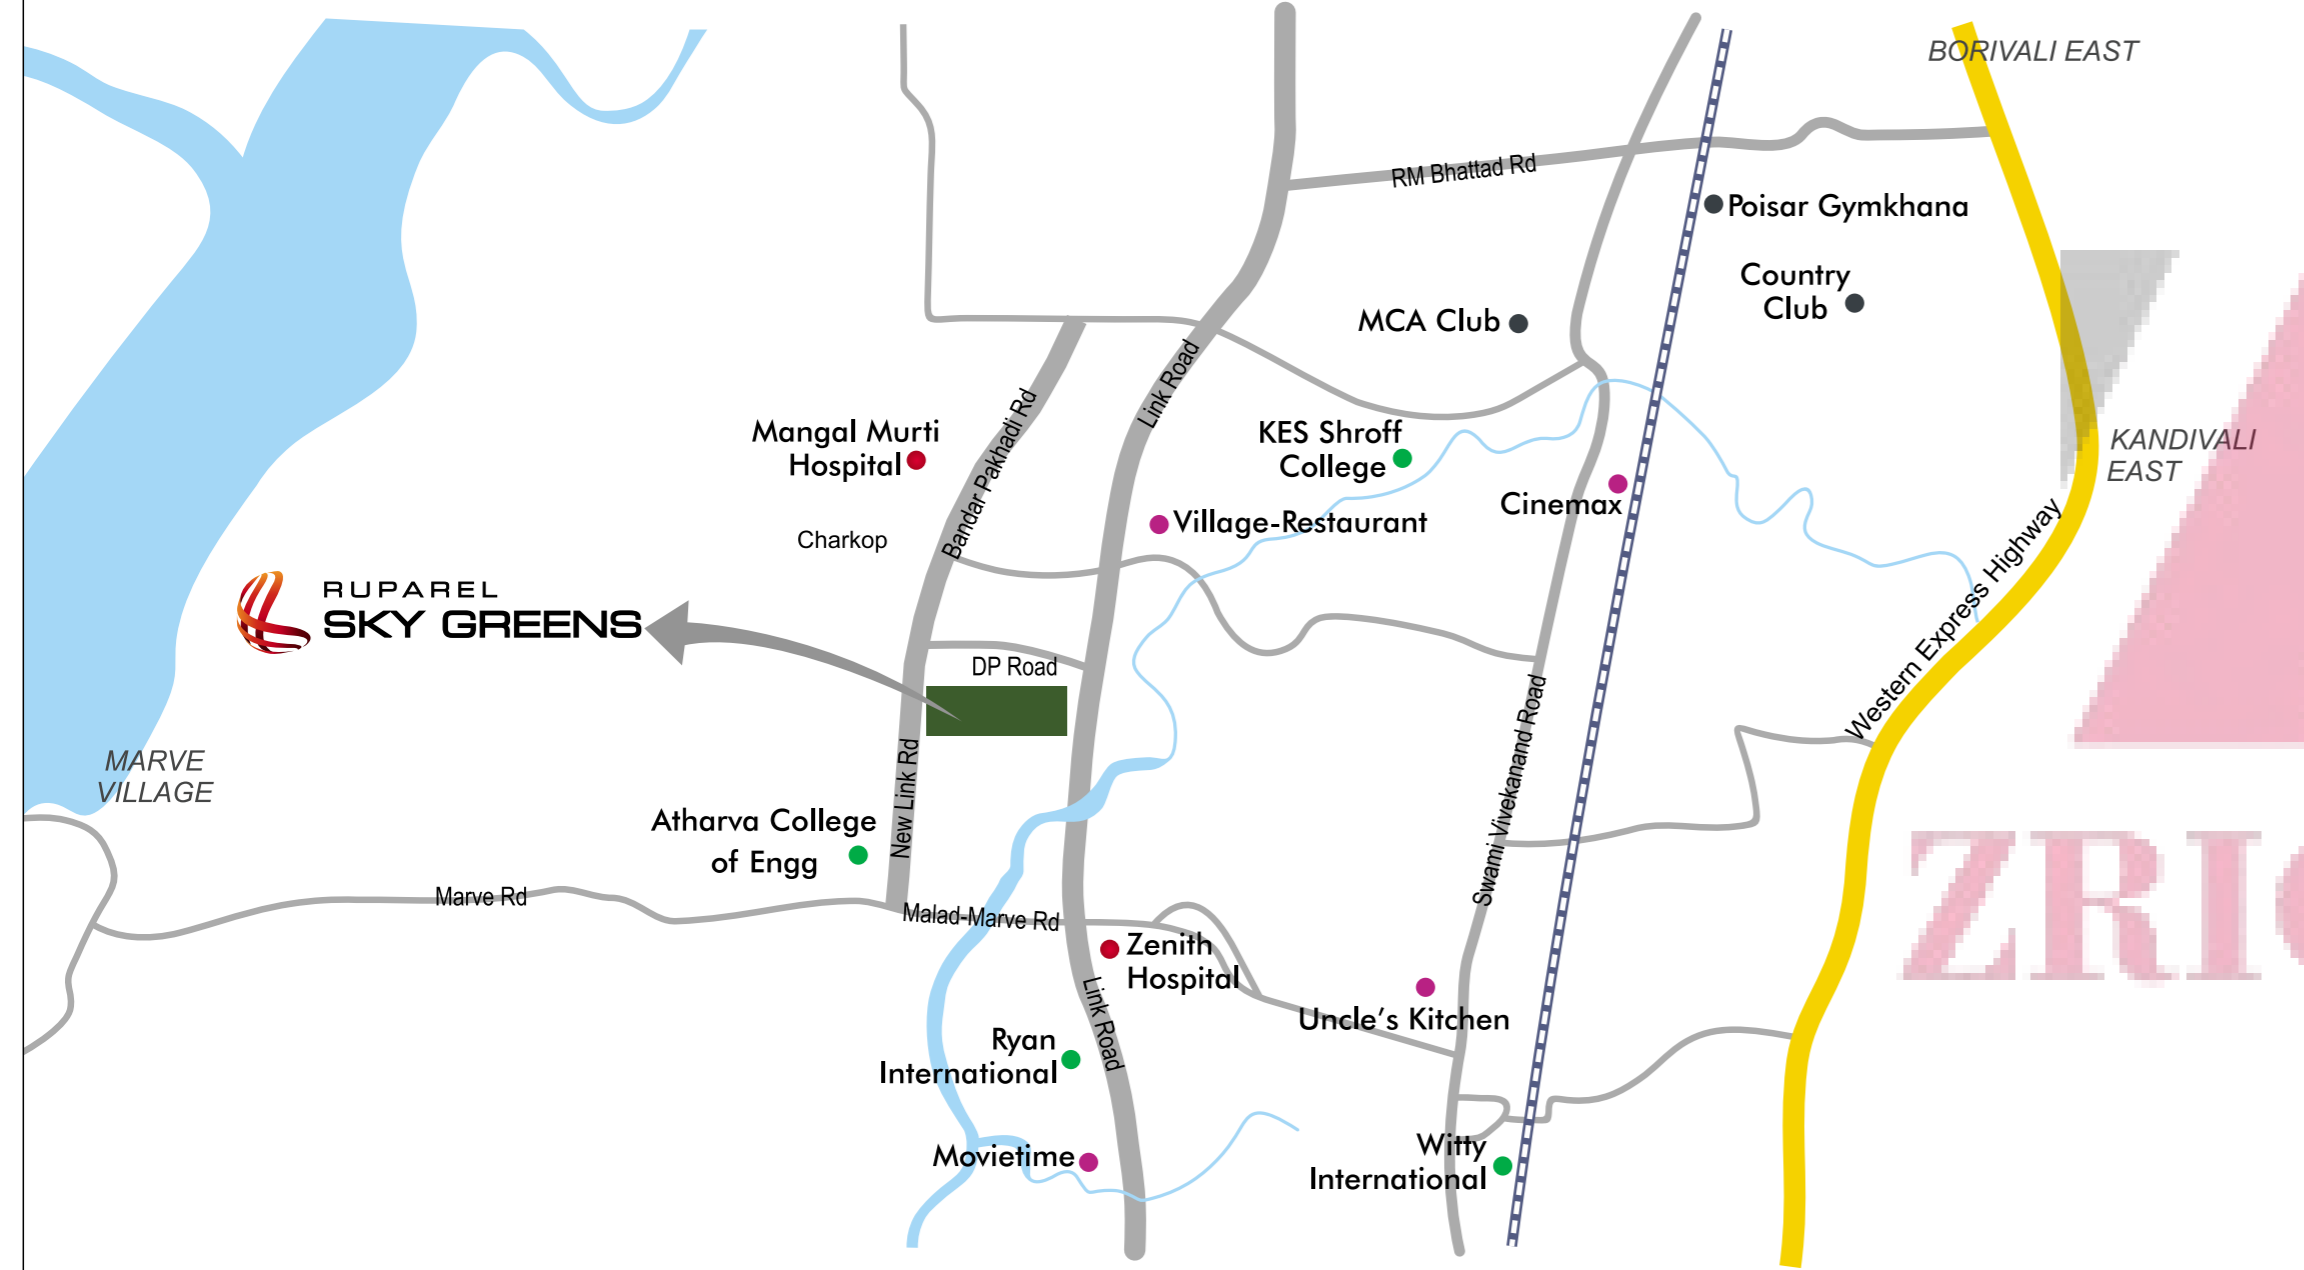 BORIVALI EAST
RM Bhattad Rd
Poisar Gymkhana
Country
Club
MCA Club
Link Road
Bandar Pakhadi Rd
Mangal Murti
Hospital
KES Shroff
College
KANDIVALI
EAST
Cinemax
Village-Restaurant
Charkop
RUPAREL
SKY GREENS
Western Express Highway
DP Road
MARVE
VILLAGE
New Link Rd
Swami Vivekanand Road
Atharva College
of Engg
Marve Rd
Malad-Marve Rd
Zenith
Hospital
Link Road
Uncle's Kitchen
Ryan
International
Movietime
Witty
International